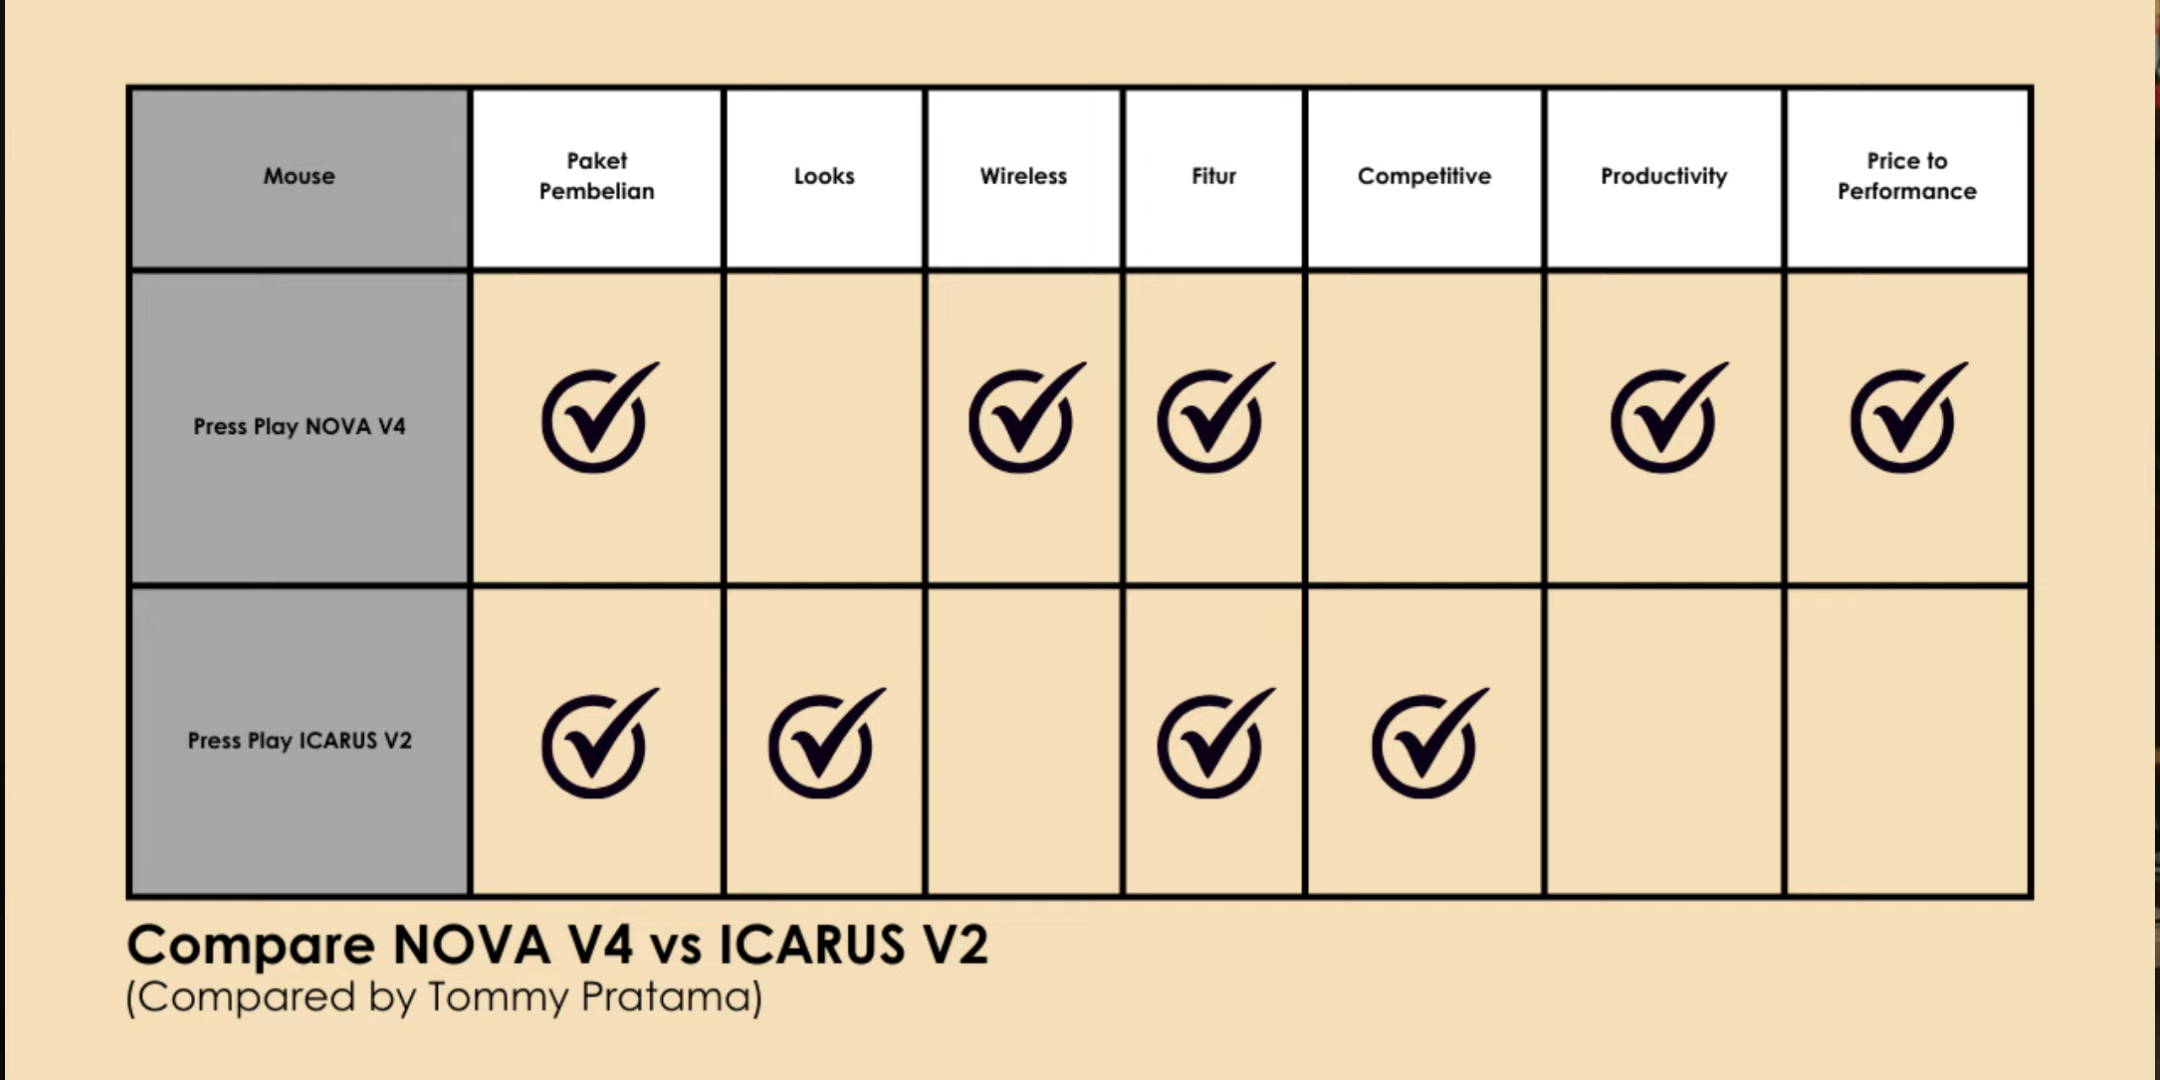 Mouse
Paket
Pembelian
Looks
Wireless
Fitur
Competitive
Productivity
Price to
Performance
Press Play NOVA V4
Press Play ICARUS V2
Compare NOVA V4 vs ICARUS V2
(Compared by Tommy Pratama)